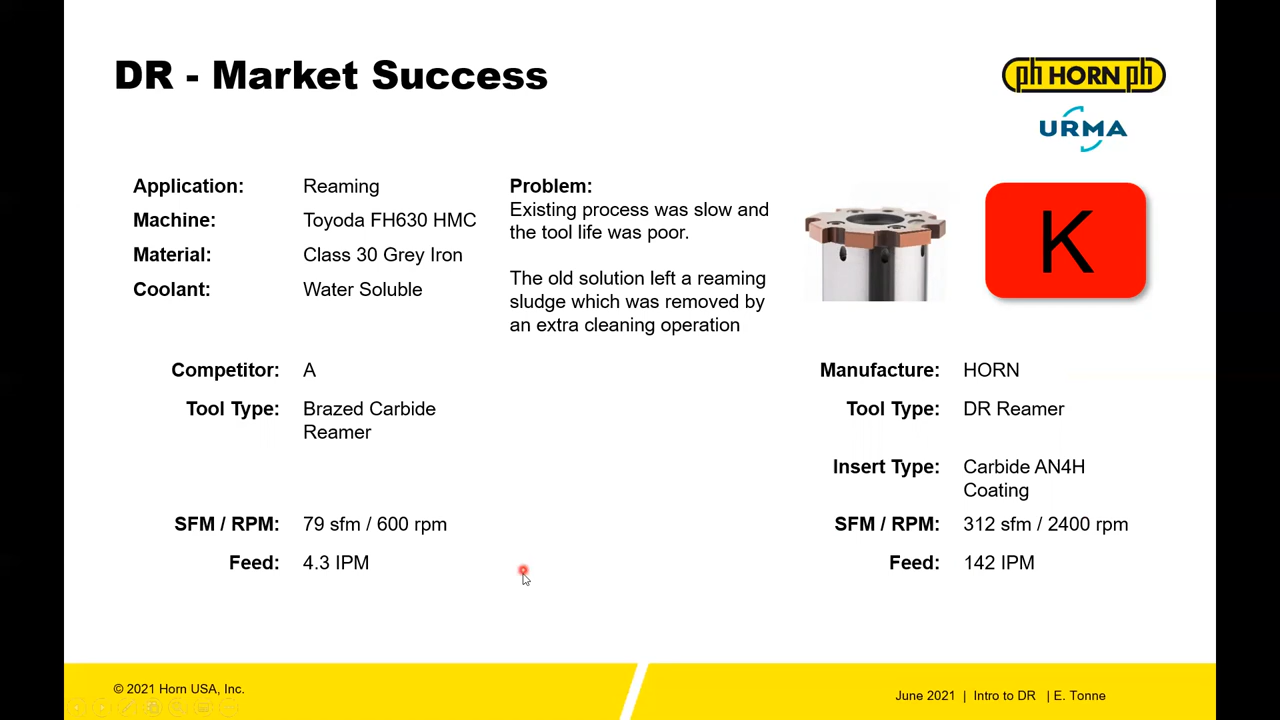 DR - Market Success
ph HORN ph
URMA
Application: Reaming
Machine: Toyoda FH630 HMC
Material: Class 30 Grey Iron
Coolant: Water Soluble
Problem:
Existing process was slow and
the tool life was poor.
The old solution left a reaming
sludge which was removed by
an extra cleaning operation
K
Competitor: A
Tool Type: Brazed Carbide
Reamer
SFM / RPM: 79 sfm / 600 rpm
Feed: 4.3 IPM
Manufacture: HORN
Tool Type: DR Reamer
Insert Type: Carbide AN4H
Coating
SFM / RPM: 312 sfm / 2400 rpm
Feed: 142 IPM
© 2021 Horn USA, Inc.
June 2021 | Intro to DR | E. Tonne